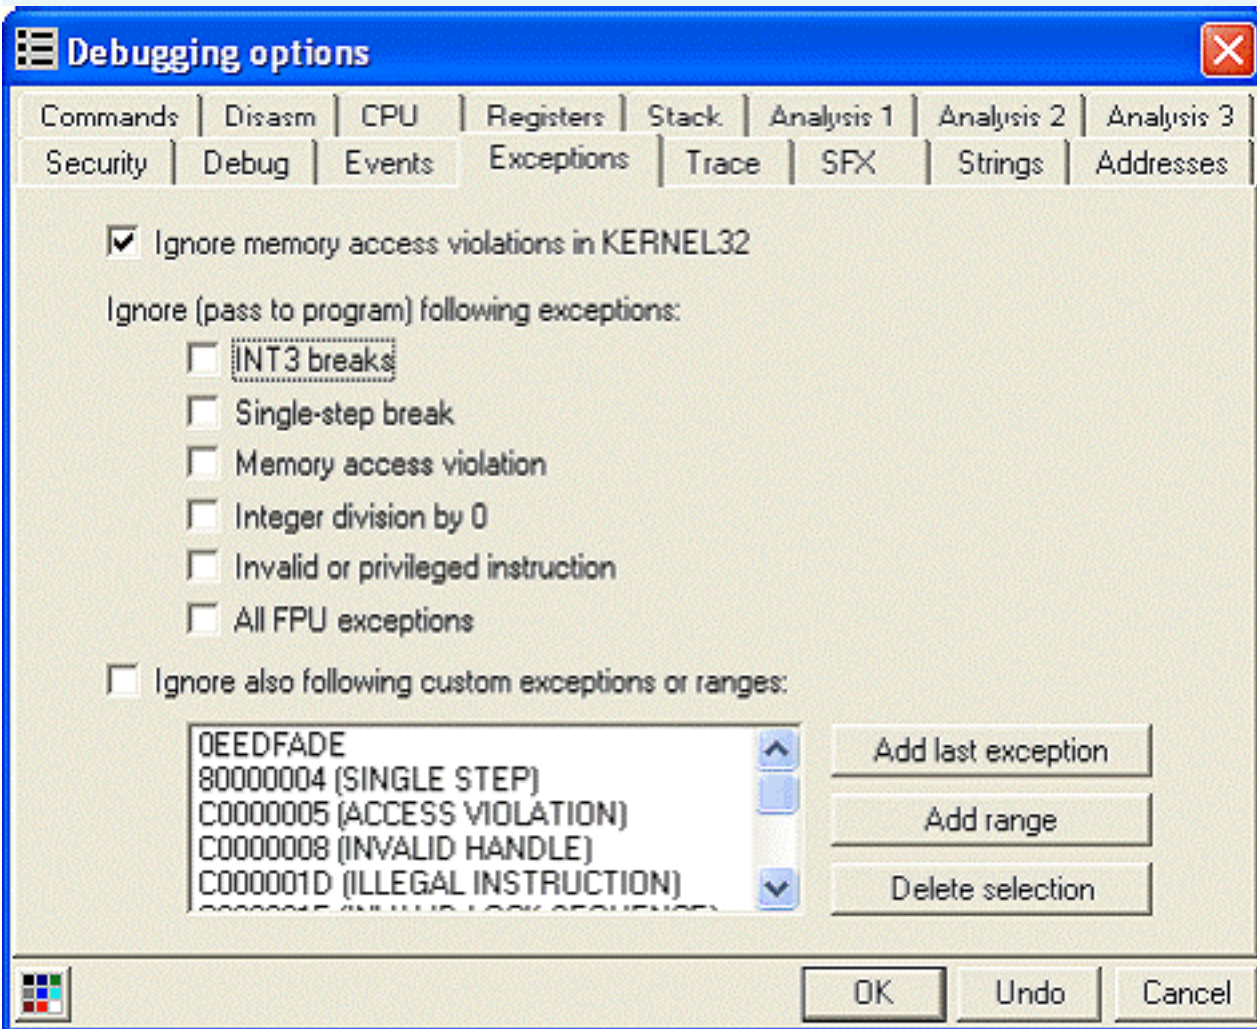 Debugging options
Commands Disasm CPU Registers Stack Analysis 1 Analysis 2 Analysis 3
Security Debug Events Exceptions Trace SFX Strings Addresses
Ignore memory access violations in KERNEL32
Ignore (pass to program) following exceptions:
INT3 breaks
Single-step break
Memory access violation
Integer division by 0
Invalid or privileged instruction
All FPU exceptions
Ignore also following custom exceptions or ranges:
0EEDFADE
80000004 (SINGLE STEP)
C0000005 (ACCESS VIOLATION)
C0000008 (INVALID HANDLE)
C000001D (ILLEGAL INSTRUCTION)
Add last exception
Add range
Delete selection
OK Undo Cancel